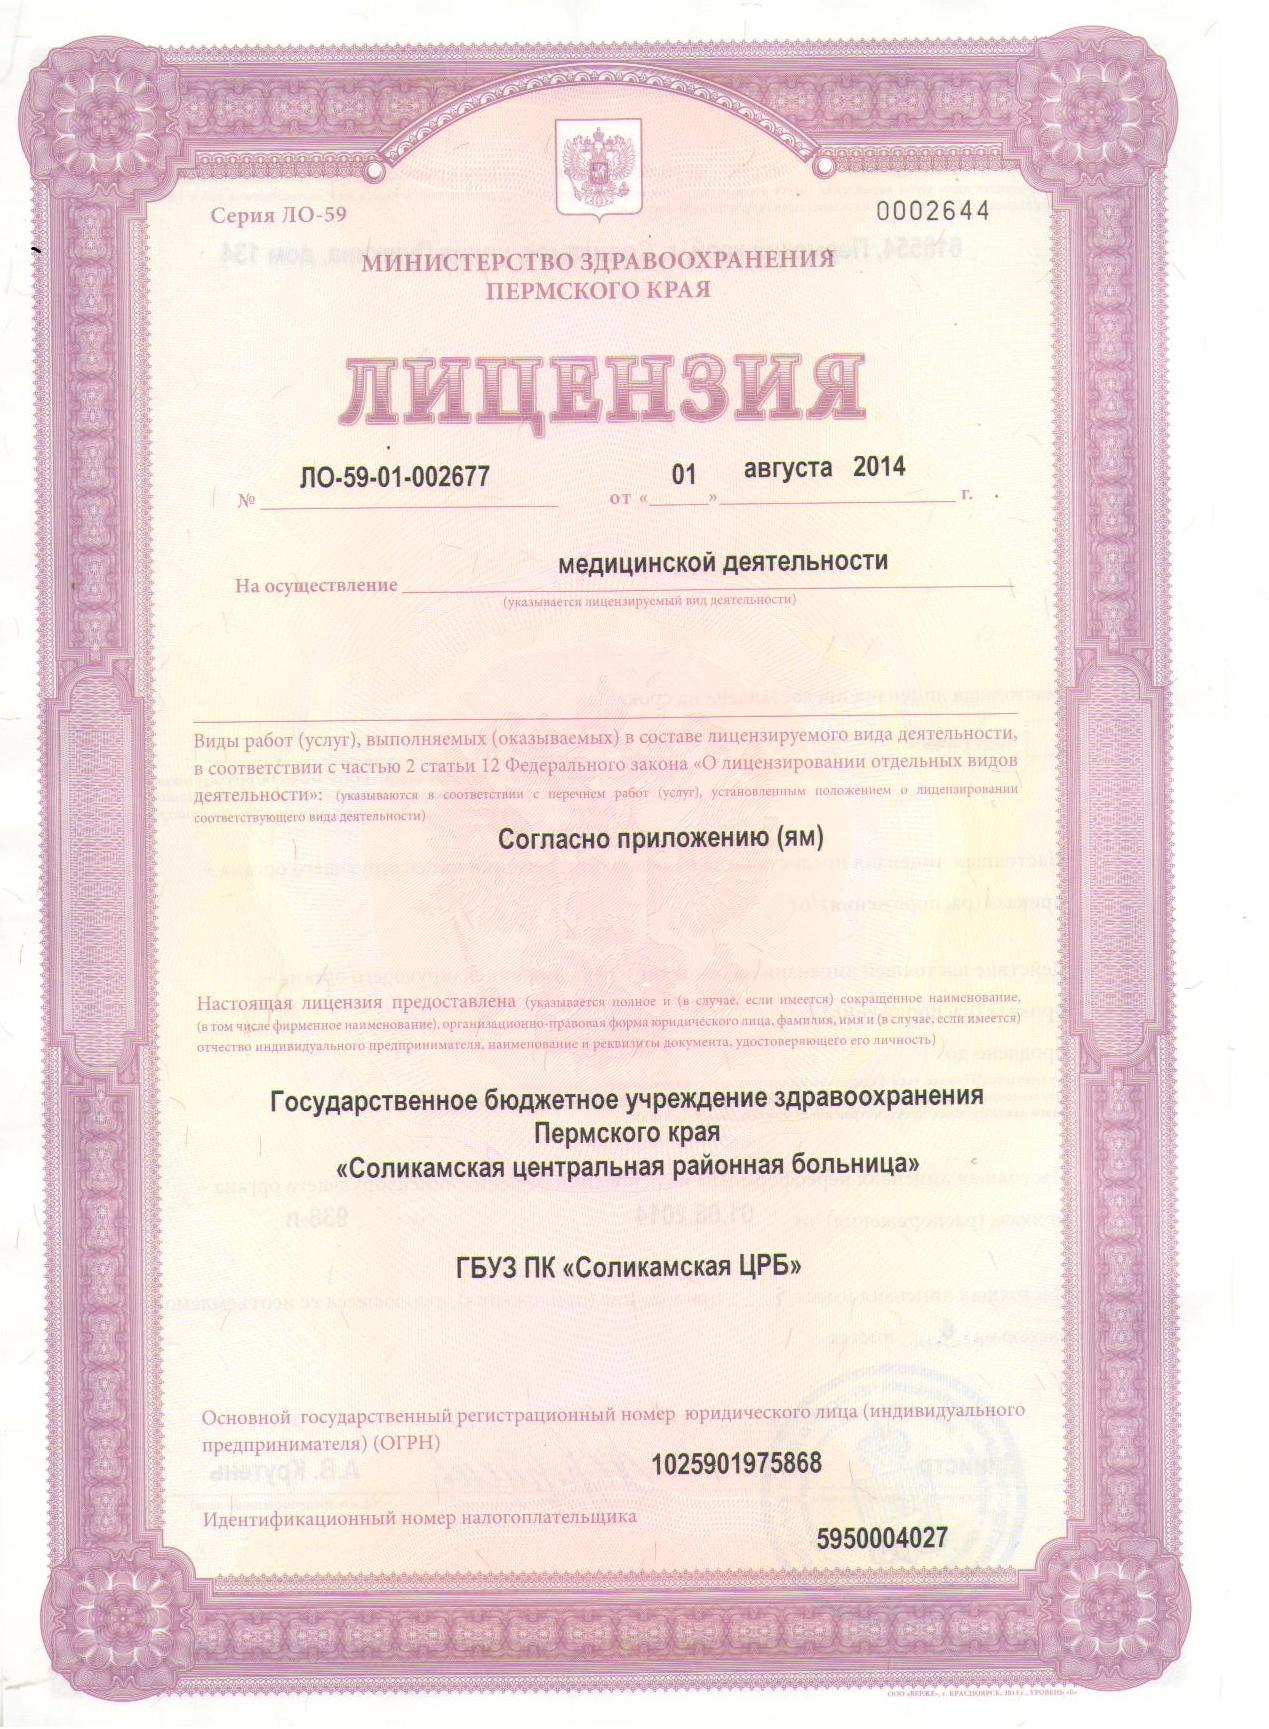 Серия ЛО-59
0002644
МИНИСТЕРСТВО ЗДРАВООХРАНЕНИЯ
ПЕРМСКОГО КРАЯ
ЛИЦЕНЗИЯ
№ ЛО-59-01-002677 от « 01 » августа 2014 г.
На осуществление медицинской деятельности
(указывается лицензируемый вид деятельности)
Виды работ (услуг), выполняемых (оказываемых) в составе лицензируемого вида деятельности,
в соответствии с частью 2 статьи 12 Федерального закона «О лицензировании отдельных видов
деятельности»: (указываются в соответствии с перечнем работ (услуг), установленным положением о лицензировании
соответствующего вида деятельности)
Согласно приложению (ям)
Настоящая лицензия предоставлена (указывается полное и (в случае, если имеется) сокращенное наименование,
(в том числе фирменное наименование), организационно-правовая форма юридического лица, фамилия, имя и (в случае, если имеется)
отчество индивидуального предпринимателя, наименование и реквизиты документа, удостоверяющего его личность)
Государственное бюджетное учреждение здравоохранения
Пермского края
«Соликамская центральная районная больница»
ГБУЗ ПК «Соликамская ЦРБ»
Основной государственный регистрационный номер юридического лица (индивидуального
предпринимателя) (ОГРН)
1025901975868
Идентификационный номер налогоплательщика
5950004027
ООО «ВЕРЖЕ», г. КРАСНОЯРСК, 2013 г., УРОВЕНЬ «Б»